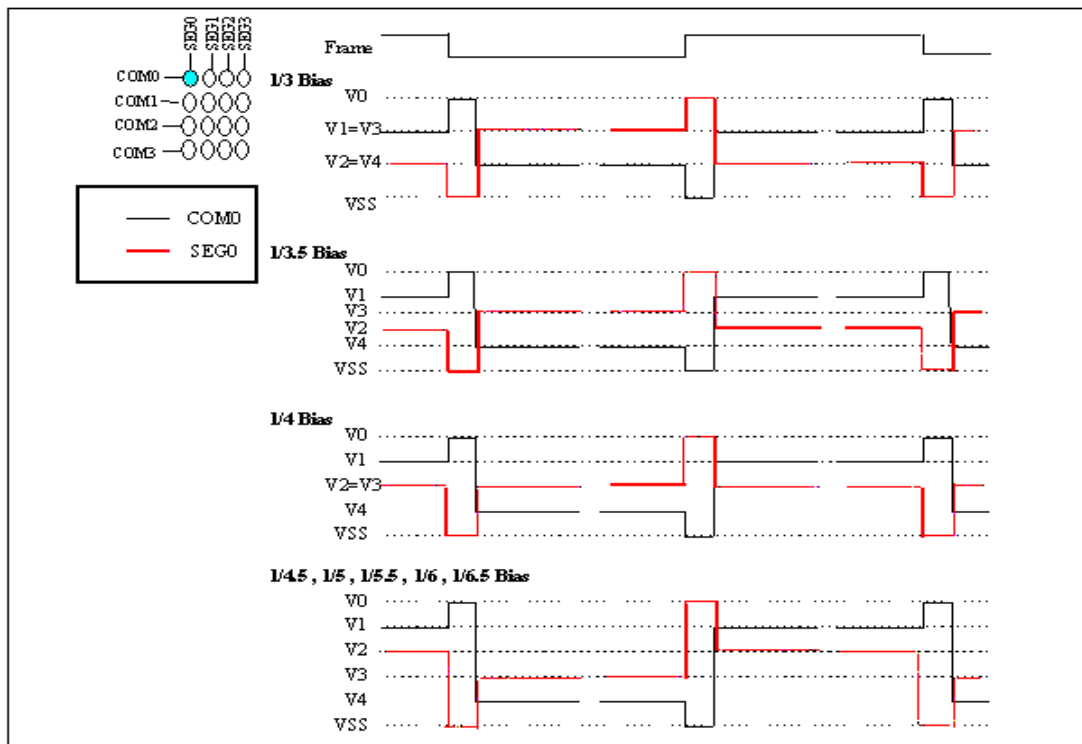 SEG0
SEG1
SEG2
SEG3
COM0
COM1
COM2
COM3
COM0
SEG0
Frame
1/3 Bias
V0
V1=V3
V2=V4
VSS
1/3.5 Bias
V0
V1
V3
V2
V4
VSS
1/4 Bias
V0
V1
V2=V3
V4
VSS
1/4.5 , 1/5 , 1/5.5 , 1/6 , 1/6.5 Bias
V0
V1
V2
V3
V4
VSS